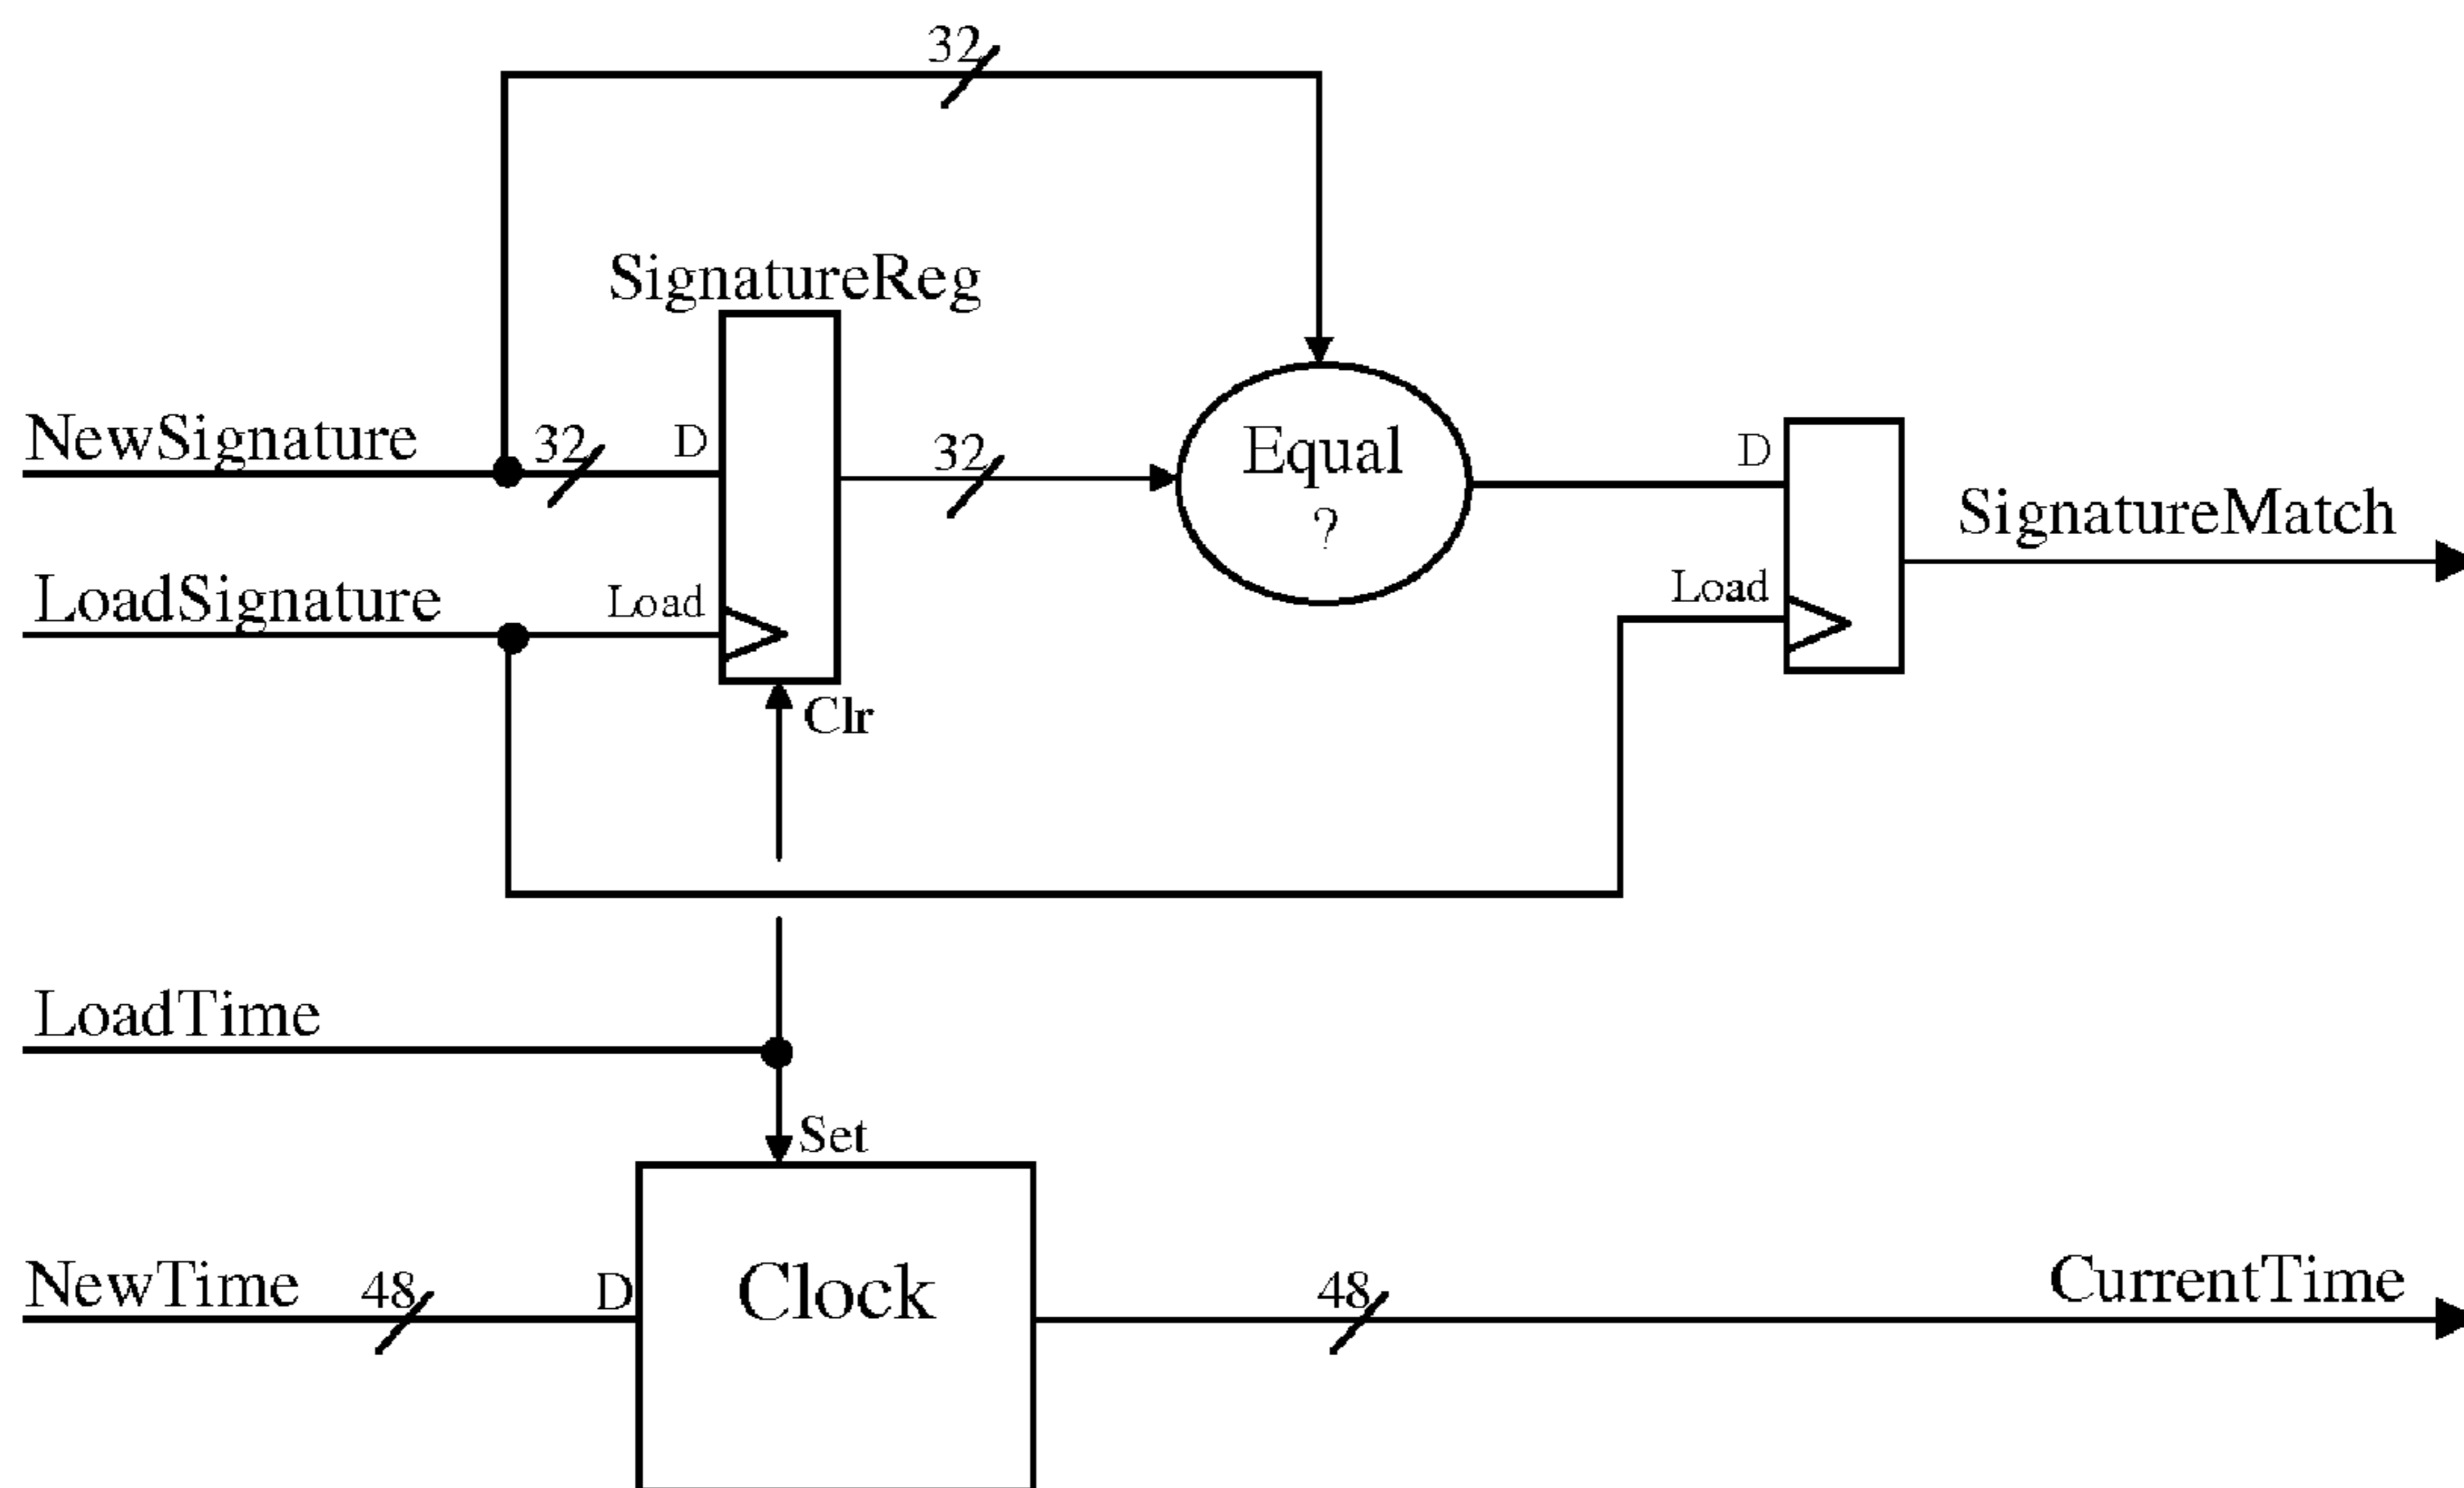 32
SignatureReg
NewSignature
32
D
32
Equal
?
D
SignatureMatch
LoadSignature
Load
Load
Clr
LoadTime
Set
NewTime
48
D
Clock
48
CurrentTime